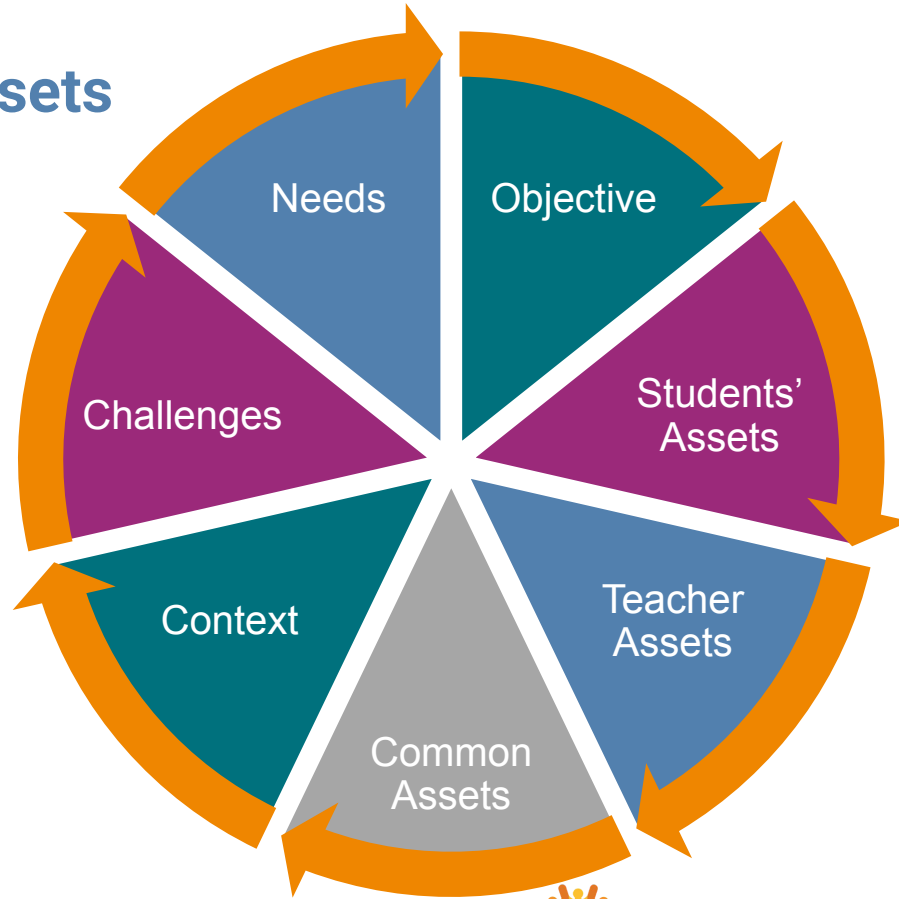 sets
Needs
Objective
Students’
Assets
Teacher
Assets
Common
Assets
Context
Challenges